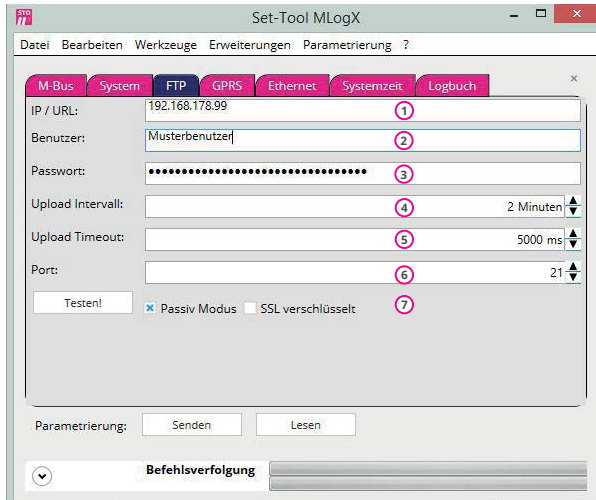 STO
Set-Tool MLogX
Datei Bearbeiten Werkzeuge Erweiterungen Parametrierung ?
M-Bus System FTP GPRS Ethernet Systemzeit Logbuch
IP / URL: 192.168.178.99 1
Benutzer: Musterbenutzer 2
Passwort: ●●●●●●●●●●●●●●●●●●●●●●●●●●●●●●●● 3
Upload Intervall: 4 2 Minuten
Upload Timeout: 5 5000 ms
Port: 6 21
Testen! Passiv Modus SSL verschlüsselt 7
Parametrierung: Senden Lesen
Befehlsverfolgung